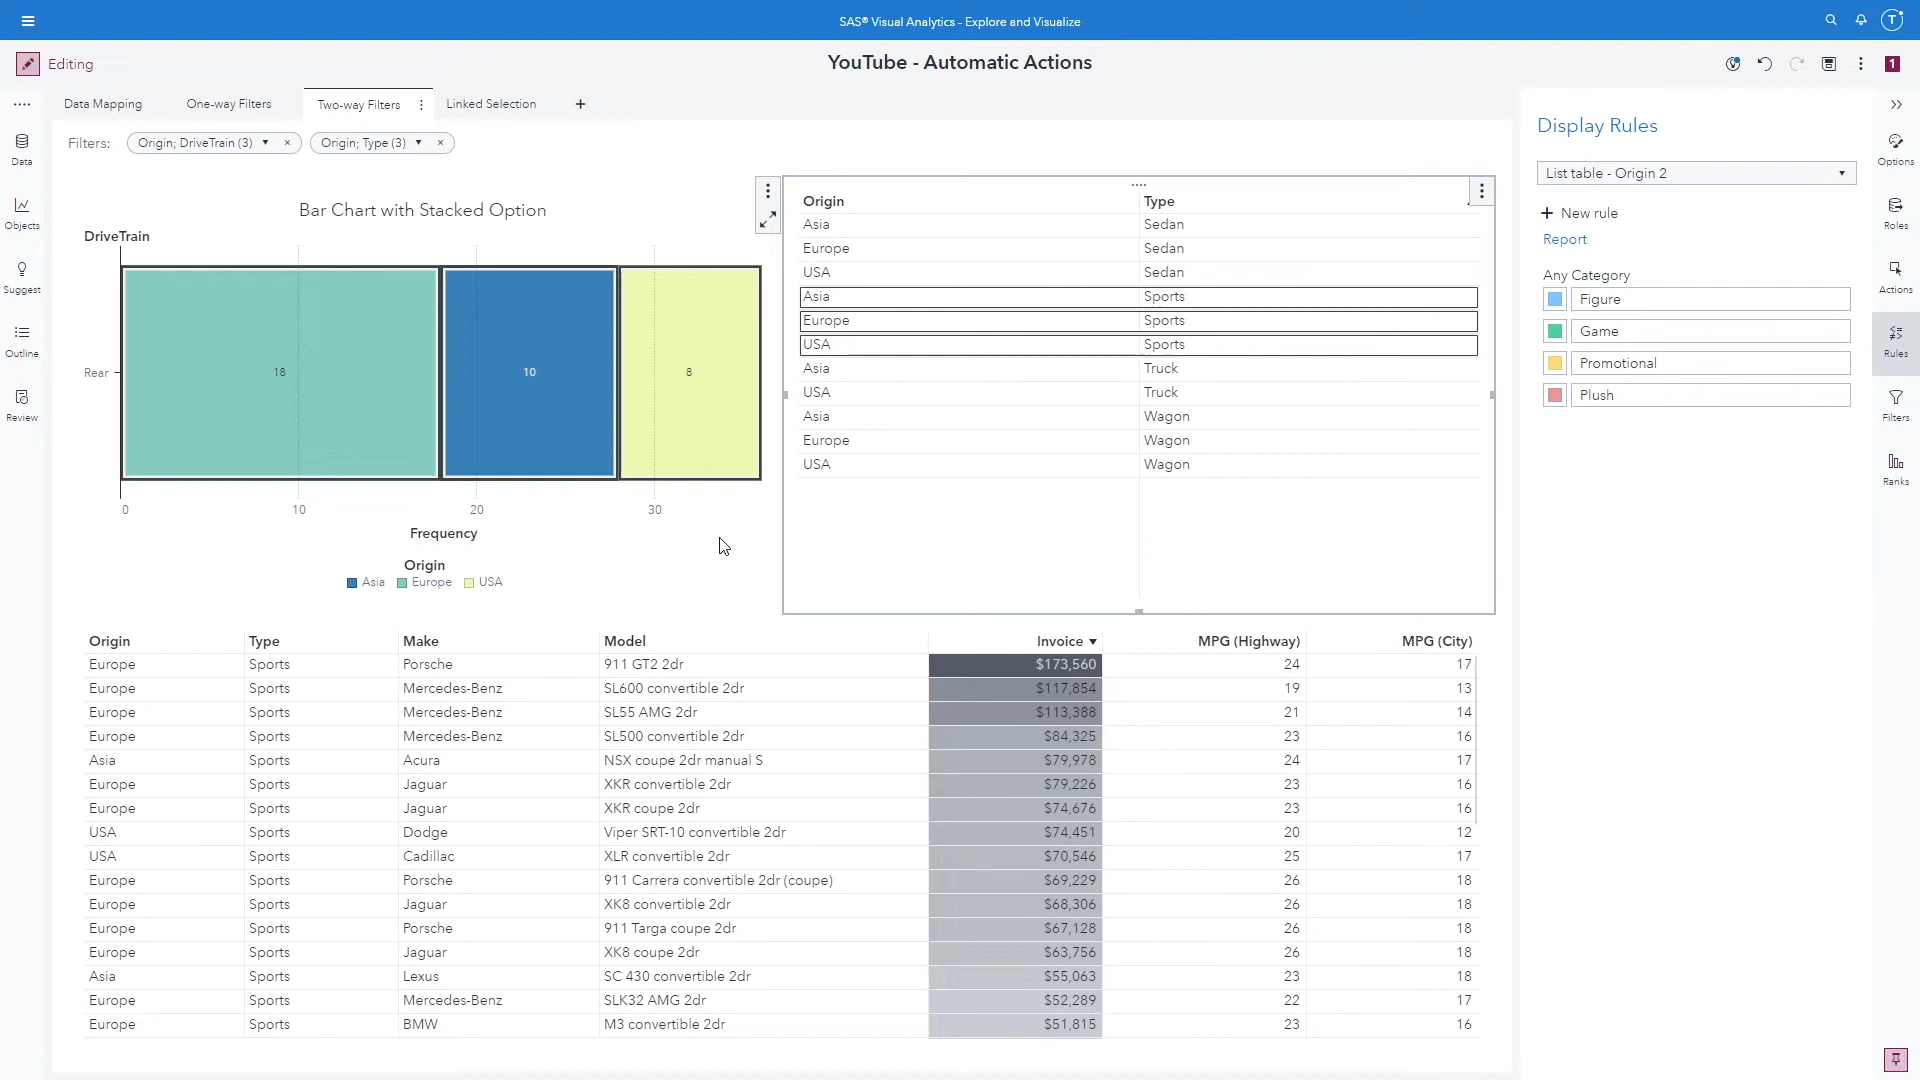 SAS® Visual Analytics - Explore and Visualize
T
Editing
YouTube - Automatic Actions
1
Data Mapping
One-way Filters
Two-way Filters
Linked Selection
Filters:
Origin; DriveTrain (3)
Origin; Type (3)
Data
Objects
Suggest
Outline
Review
Bar Chart with Stacked Option
DriveTrain
Rear
18
10
8
0
10
20
30
Frequency
Origin
Asia
Europe
USA
Origin Type
Asia Sedan
Europe Sedan
USA Sedan
Asia Sports
Europe Sports
USA Sports
Asia Truck
USA Truck
Asia Wagon
Europe Wagon
USA Wagon
Origin Type Make Model Invoice MPG (Highway) MPG (City)
Europe Sports Porsche 911 GT2 2dr $173,560 24 17
Europe Sports Mercedes-Benz SL600 convertible 2dr $117,854 19 13
Europe Sports Mercedes-Benz SL55 AMG 2dr $113,388 21 14
Europe Sports Mercedes-Benz SL500 convertible 2dr $84,325 23 16
Asia Sports Acura NSX coupe 2dr manual S $79,978 24 17
Europe Sports Jaguar XKR convertible 2dr $79,226 23 16
Europe Sports Jaguar XKR coupe 2dr $74,676 23 16
USA Sports Dodge Viper SRT-10 convertible 2dr $74,451 20 12
USA Sports Cadillac XLR convertible 2dr $70,546 25 17
Europe Sports Porsche 911 Carrera convertible 2dr (coupe) $69,229 26 18
Europe Sports Jaguar XK8 convertible 2dr $68,306 26 18
Europe Sports Porsche 911 Targa coupe 2dr $67,128 26 18
Europe Sports Jaguar XK8 coupe 2dr $63,756 26 18
Asia Sports Lexus SC 430 convertible 2dr $55,063 23 18
Europe Sports Mercedes-Benz SLK32 AMG 2dr $52,289 22 17
Europe Sports BMW M3 convertible 2dr $51,815 23 16
Display Rules
List table - Origin 2
New rule
Report
Any Category
Figure
Game
Promotional
Plush
Options
Roles
Actions
Rules
Filters
Ranks